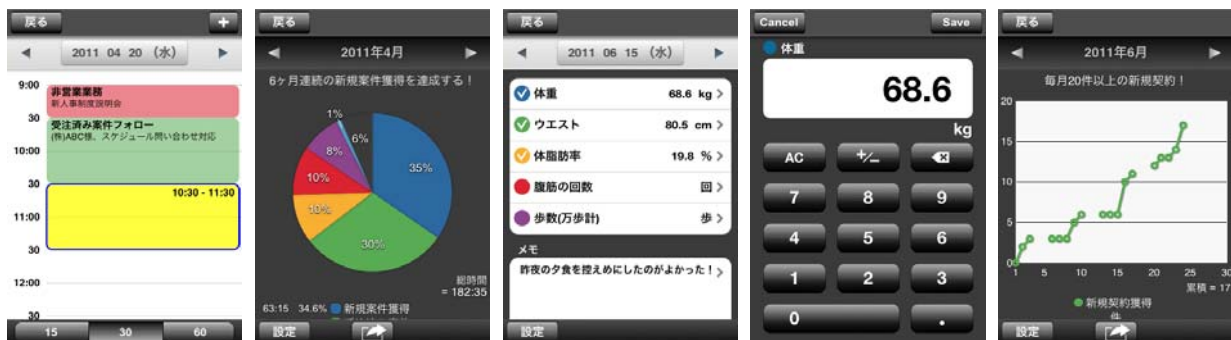 戻る
+
2011 04 20 (水)
9:00
非営業業務
新人事制度説明会
30
受注済み案件フォロー
(株)ABC様、スケジュール問い合わせ対応
10:00
30
10:30 - 11:30
11:00
30
12:00
30
15 30 60
戻る
2011年4月
6ヶ月連続の新規案件獲得を達成する!
1%
6%
8%
35%
10%
10%
30%
総時間
= 182:35
63:15 34.6% 新規案件獲得
設定
戻る
2011 06 15 (水)
体重 68.6 kg >
ウエスト 80.5 cm >
体脂肪率 19.8 % >
腹筋の回数 回 >
歩数(万歩計) 歩 >
メモ
昨夜の夕食を控えめにしたのがよかった! >
設定
Cancel Save
体重
68.6
kg
AC +/−
7 8 9
4 5 6
1 2 3
0 .
戻る
2011年6月
毎月20件以上の新規契約!
20
15
10
5
0
1 5 10 15 20 25 30
累積 = 17
新規契約獲得
件
設定